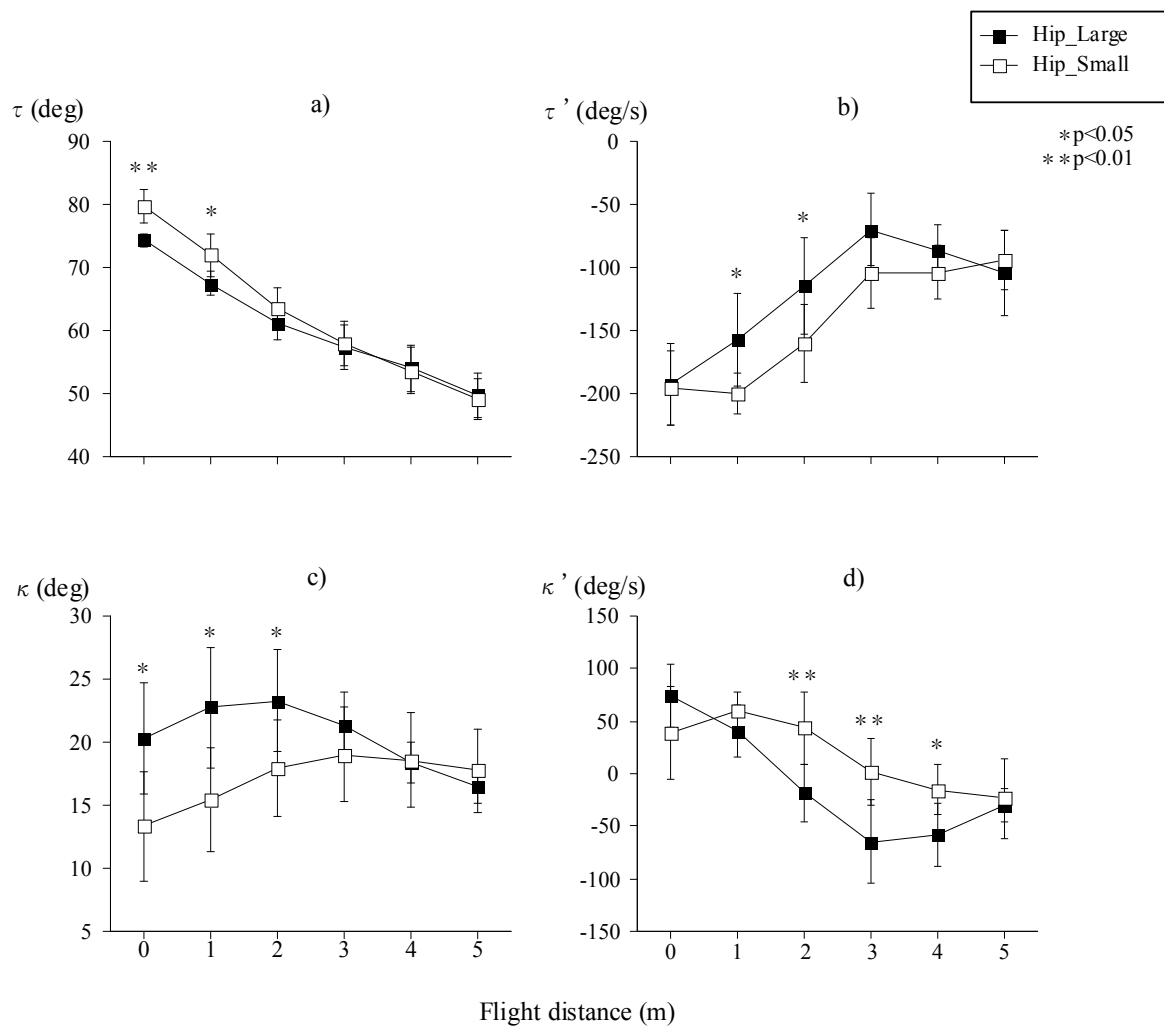 Hip_Large
Hip_Small
*p<0.05
**p<0.01
τ (deg)
a)
90
80
70
60
50
40
**
*
τ’ (deg/s)
b)
0
-50
-100
-150
-200
-250
*
*
κ (deg)
c)
30
25
20
15
10
5
*
*
*
0 1 2 3 4 5
κ’ (deg/s)
d)
150
100
50
0
-50
-100
-150
**
**
*
0 1 2 3 4 5
Flight distance (m)